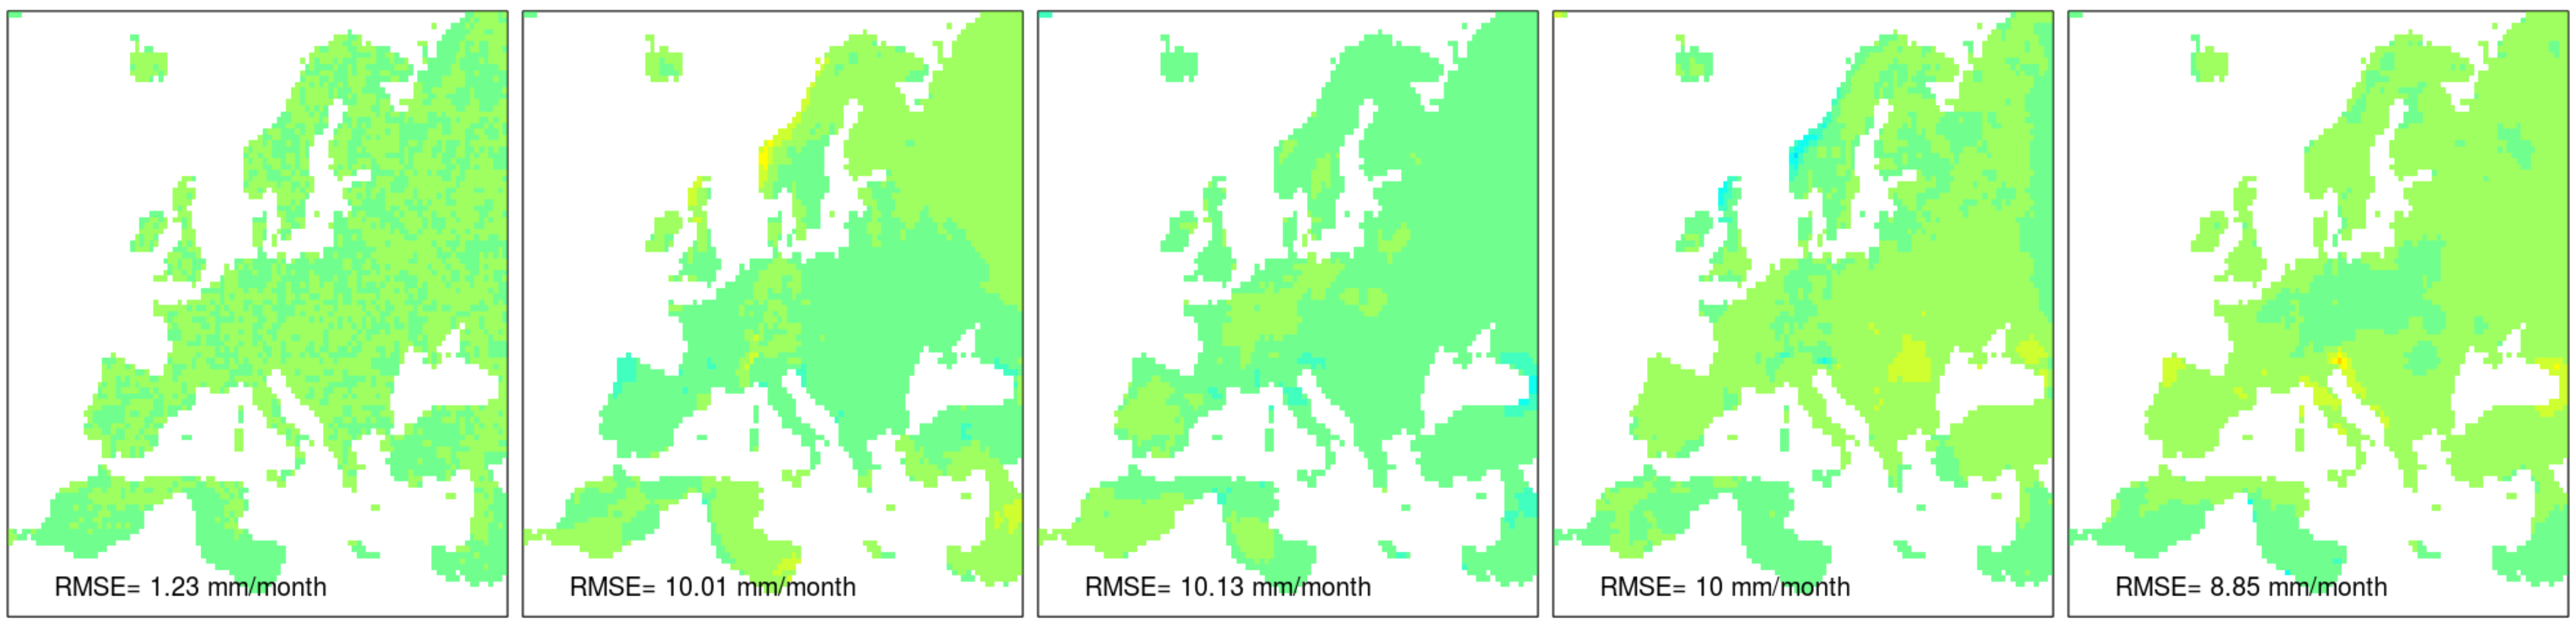 RMSE= 1.23 mm/month
RMSE= 10.01 mm/month
RMSE= 10.13 mm/month
RMSE= 10 mm/month
RMSE= 8.85 mm/month